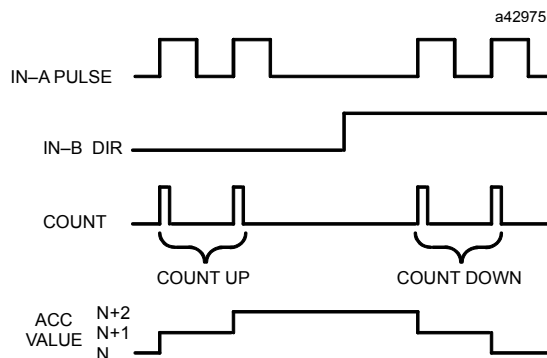 a42975
IN–A PULSE
IN–B DIR
COUNT
COUNT UP
COUNT DOWN
ACC
VALUE
N+2
N+1
N